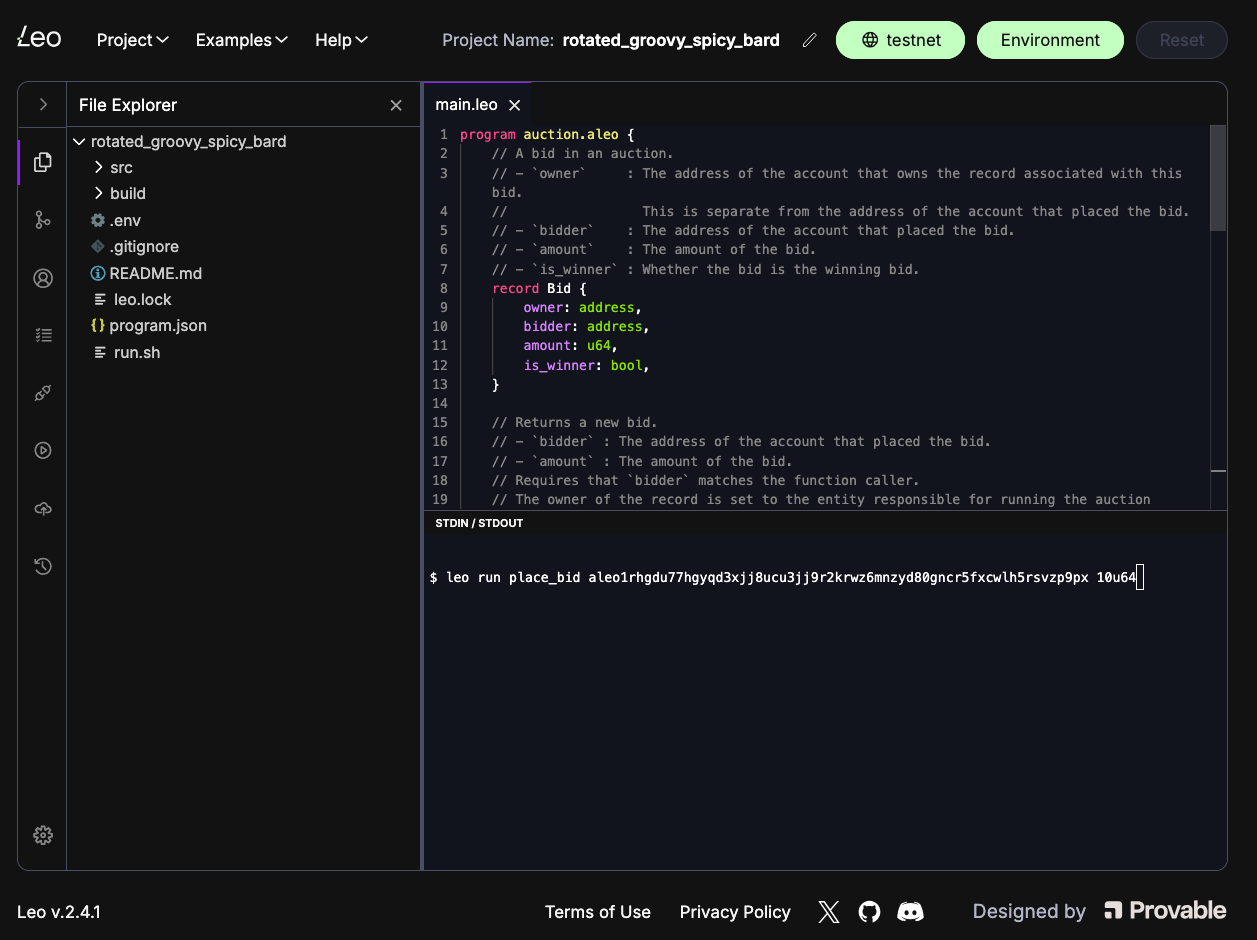 Leo
Project Examples Help
Project Name: rotated_groovy_spicy_bard
testnet Environment Reset
File Explorer
rotated_groovy_spicy_bard
src
build
.env
.gitignore
README.md
leo.lock
program.json
run.sh
main.leo
1 program auction.aleo {
2 // A bid in an auction.
3 // - `owner` : The address of the account that owns the record associated with this
bid.
4 // This is separate from the address of the account that placed the bid.
5 // - `bidder` : The address of the account that placed the bid.
6 // - `amount` : The amount of the bid.
7 // - `is_winner` : Whether the bid is the winning bid.
8 record Bid {
9 owner: address,
10 bidder: address,
11 amount: u64,
12 is_winner: bool,
13 }
14
15 // Returns a new bid.
16 // - `bidder` : The address of the account that placed the bid.
17 // - `amount` : The amount of the bid.
18 // Requires that `bidder` matches the function caller.
19 // The owner of the record is set to the entity responsible for running the auction
STDIN / STDOUT
$ leo run place_bid aleo1rhgdu77hgyqd3xjj8ucu3jj9r2krwz6mnzyd80gncr5fxcwlh5rsvzp9px 10u64
Leo v.2.4.1
Terms of Use Privacy Policy
Designed by Provable